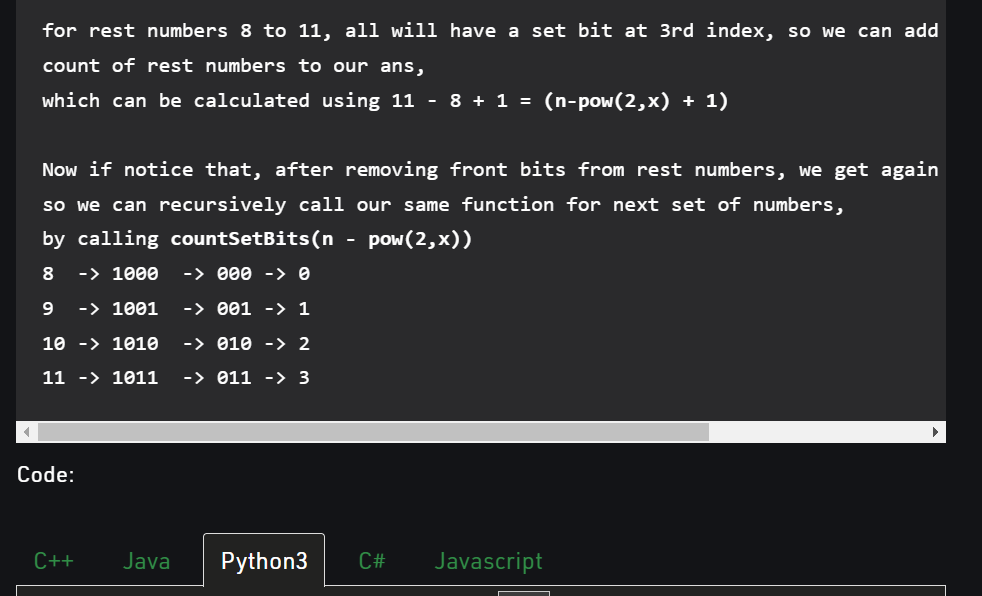 for rest numbers 8 to 11, all will have a set bit at 3rd index, so we can add
count of rest numbers to our ans,
which can be calculated using 11 - 8 + 1 = (n-pow(2,x) + 1)
Now if notice that, after removing front bits from rest numbers, we get again
so we can recursively call our same function for next set of numbers,
by calling countSetBits(n - pow(2,x))
8  -> 1000  -> 000 -> 0
9  -> 1001  -> 001 -> 1
10 -> 1010  -> 010 -> 2
11 -> 1011  -> 011 -> 3
Code:
C++ Java Python3 C# Javascript